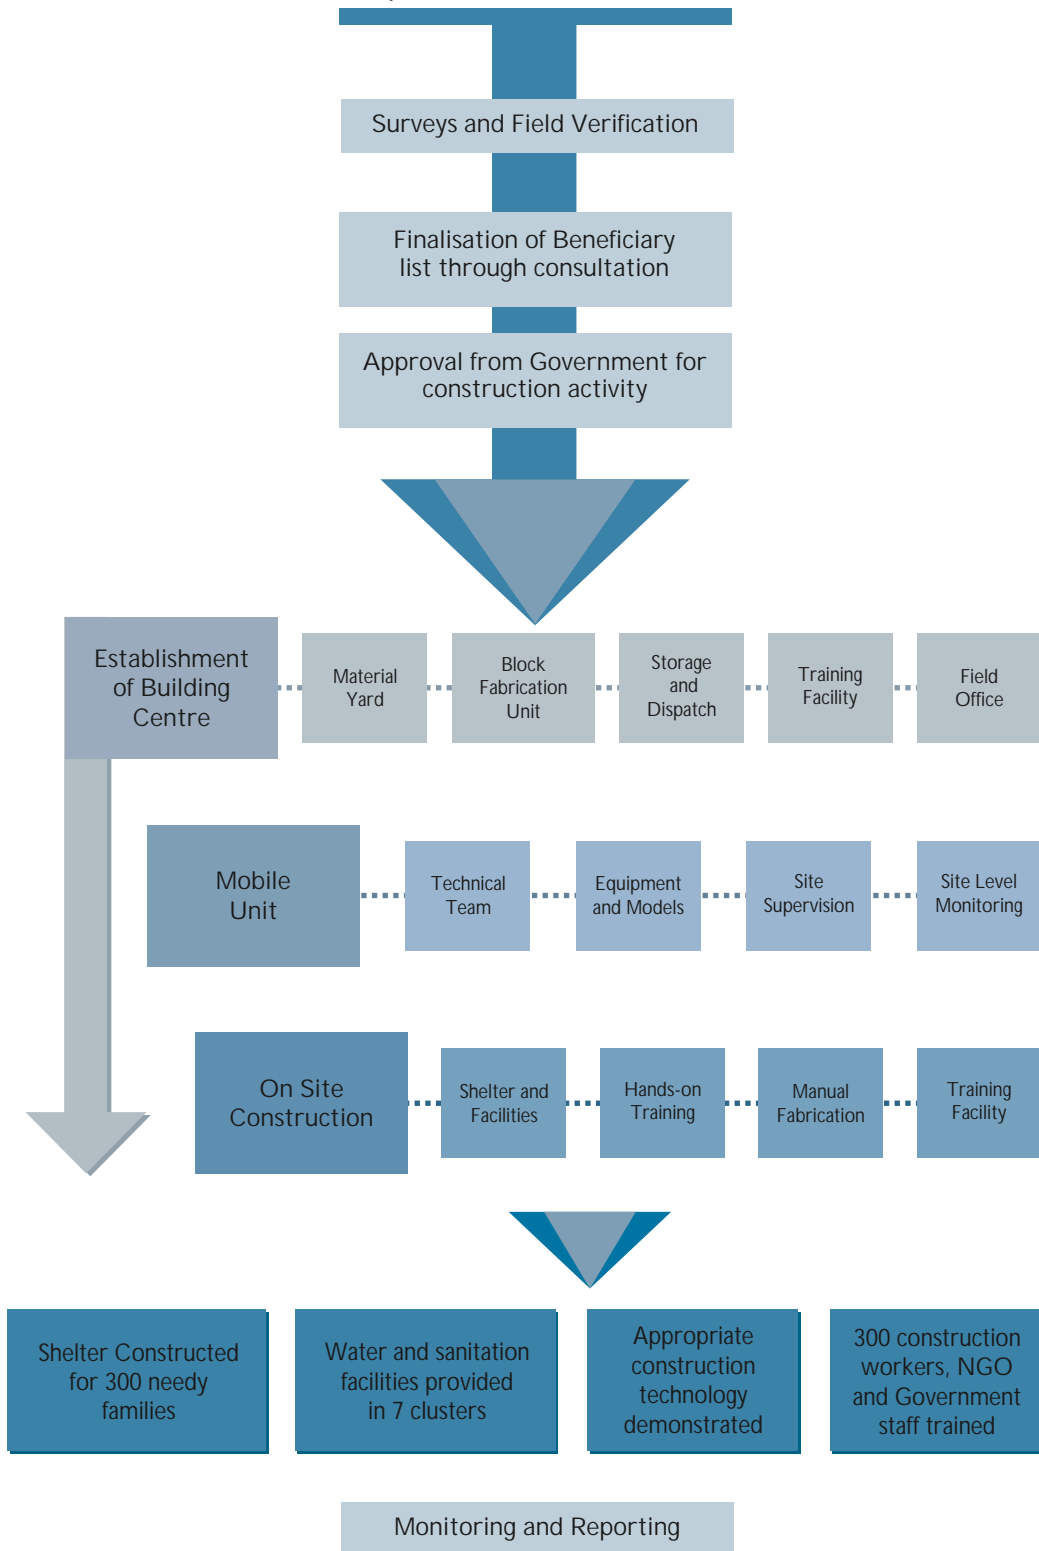 Surveys and Field Verification
Finalisation of Beneficiary
list through consultation
Approval from Government for
construction activity
Establishment
of Building
Centre
Material
Yard
Block
Fabrication
Unit
Storage
and
Dispatch
Training
Facility
Field
Office
Mobile
Unit
Technical
Team
Equipment
and Models
Site
Supervision
Site Level
Monitoring
On Site
Construction
Shelter and
Facilities
Hands-on
Training
Manual
Fabrication
Training
Facility
Shelter Constructed
for 300 needy
families
Water and sanitation
facilities provided
in 7 clusters
Appropriate
construction
technology
demonstrated
300 construction
workers, NGO
and Government
staff trained
Monitoring and Reporting